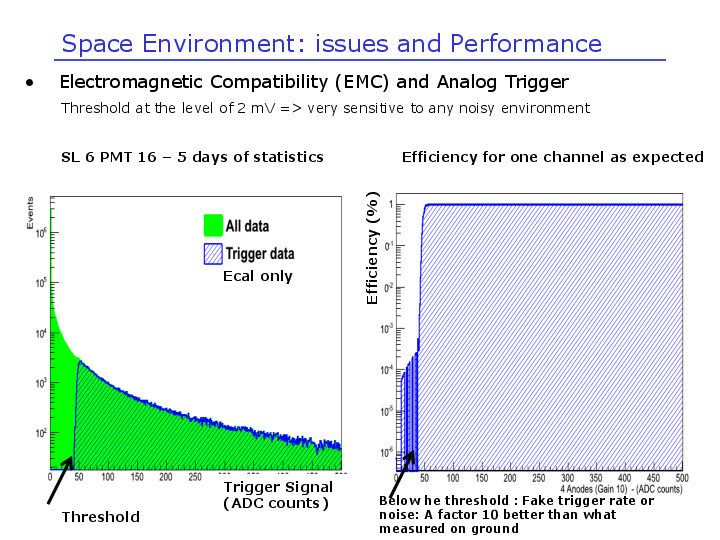 Space Environment: issues and Performance
• Electromagnetic Compatibility (EMC) and Analog Trigger
Threshold at the level of 2 mV => very sensitive to any noisy environment
SL 6 PMT 16 – 5 days of statistics
Efficiency for one channel as expected
Events
10^6
10^5
10^4
10^3
10^2
0 50 100 150 200
All data
Trigger data
Ecal only
Trigger Signal
(ADC counts)
Threshold
Efficiency (%)
1
10^-1
10^-2
10^-3
10^-4
10^-5
10^-6
50 100 150 200 250 300 350 400 450 500
4 Anodes (Gain 10) - (ADC counts)
Below he threshold : Fake trigger rate or
noise: A factor 10 better than what
measured on ground